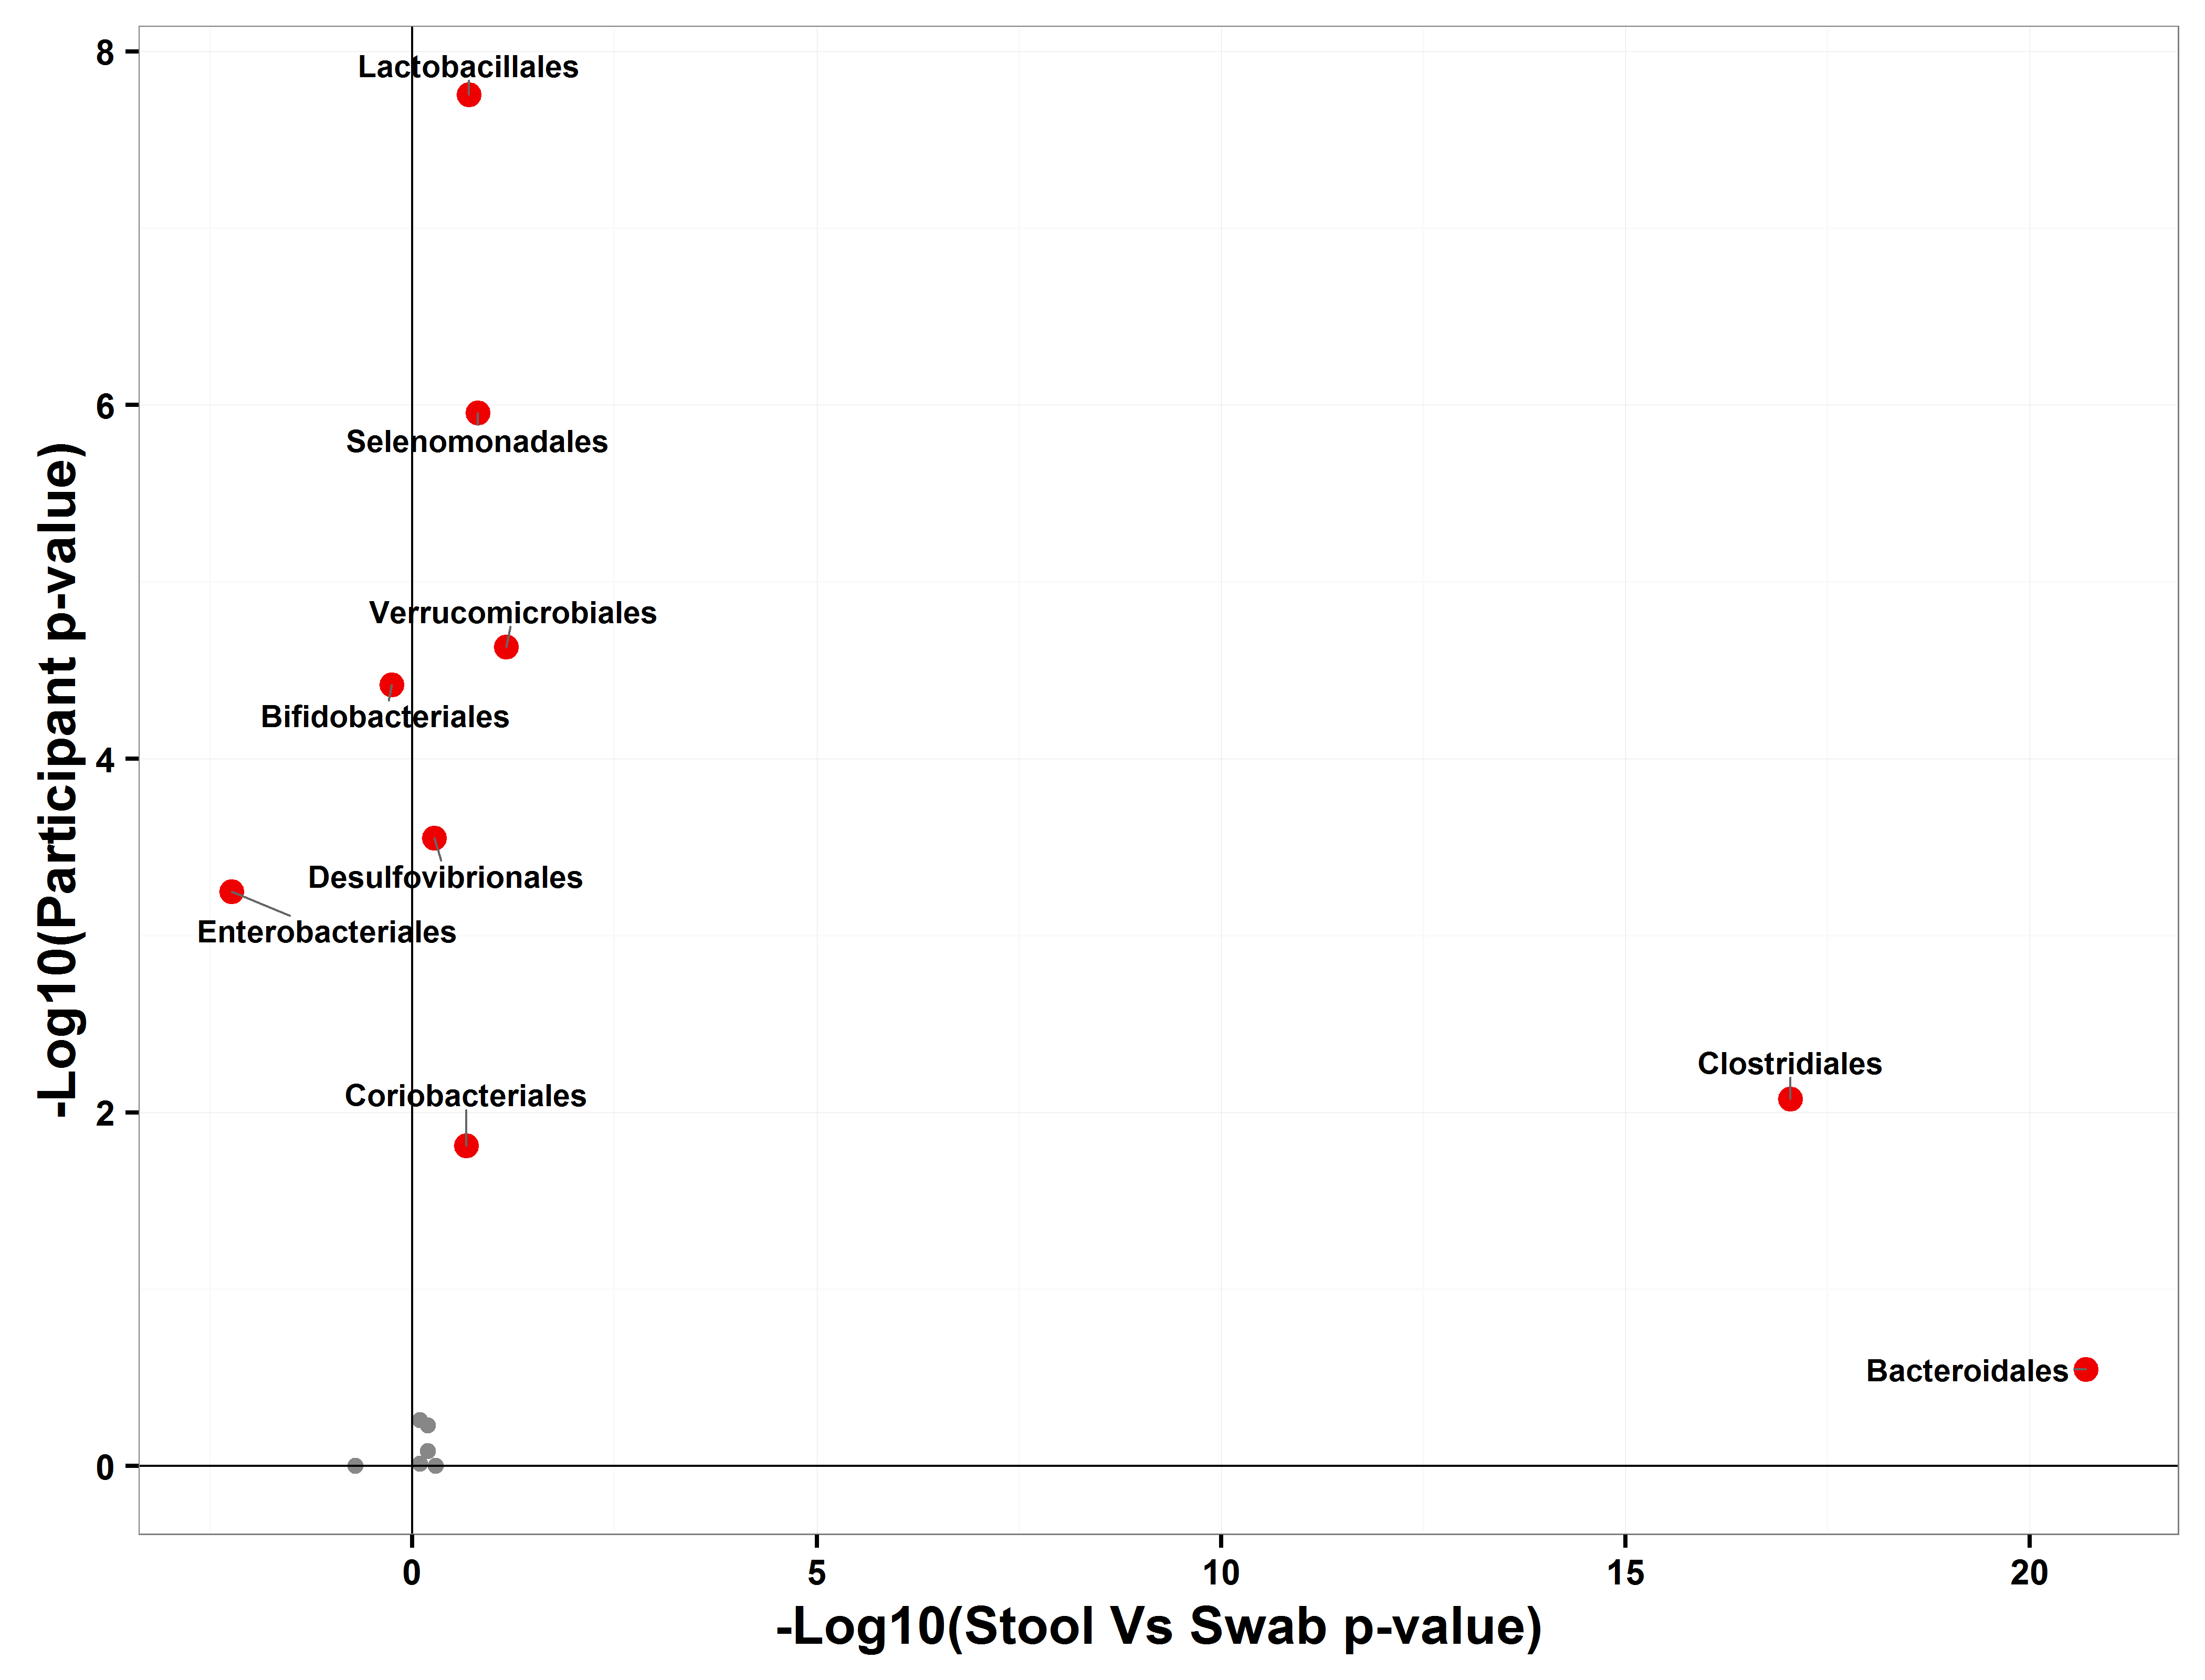 8
Lactobacillales
6
Selenomonadales
Verrucomicrobiales
Bifidobacteriales
4
Desulfovibrionales
Enterobacteriales
Clostridiales
Coriobacteriales
2
Bacteroidales
0
-Log10(Participant p-value)
0 5 10 15 20
-Log10(Stool Vs Swab p-value)